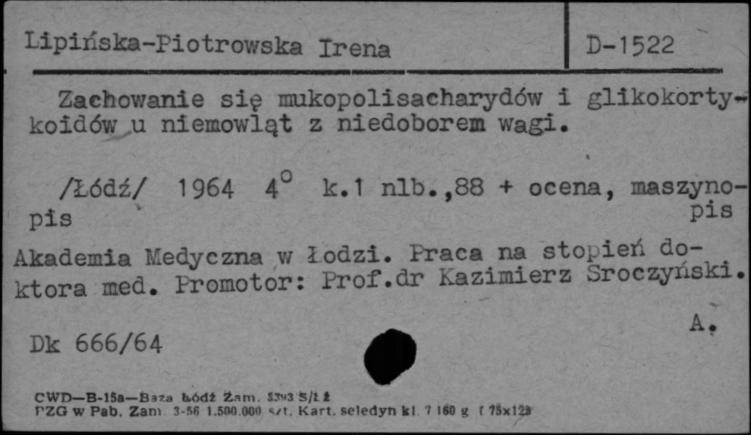 Lipińska-Piotrowska Irena
D-1522
Zachowanie się mukopolisacharydów i glikokorty-
koidów u niemowląt z niedoborem wagi.
/Łódź/ 1964 4° k.1 nlb.,88 + ocena, maszyno-
pis pis
Akademia Medyczna w Łodzi. Praca na stopień do-
ktora med. Promotor: Prof.dr Kazimierz Sroczyński.
A.
Dk 666/64
CWD—B-15a—Baza Łódź Zam.
PZG w Pab. Zam 3-56 1.500.000 szt. Kart. seledyn kl. 7 160 g f 75x125